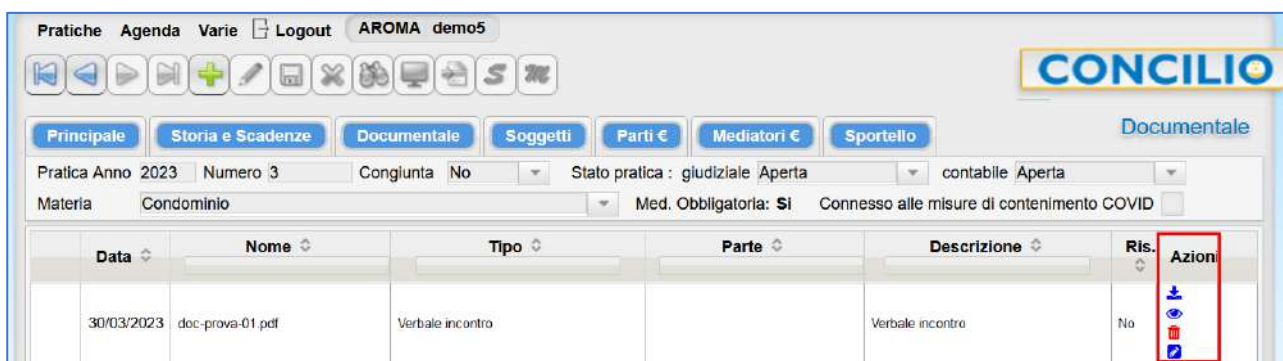 Pratiche Agenda Varie Logout AROMA demo5
S m
CONCILIO
Principale Storia e Scadenze Documentale Soggetti Parti € Mediatori € Sportello Documentale
Pratica Anno 2023 Numero 3 Congiunta No Stato pratica : giudiziale Aperta contabile Aperta
Materia Condominio Med. Obbligatoria: Si Connesso alle misure di contenimento COVID
Data Nome Tipo Parte Descrizione Ris. Azioni
30/03/2023 doc-prova-01.pdf Verbale incontro Verbale incontro No